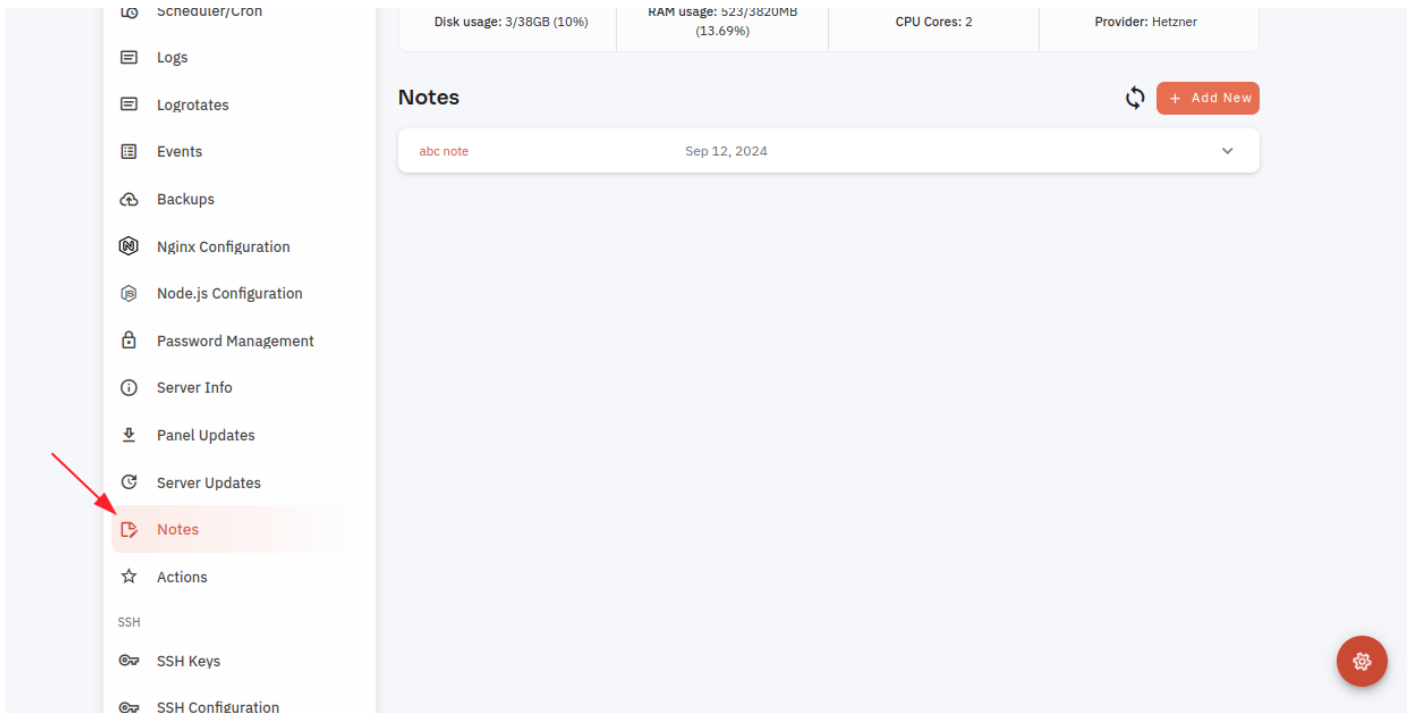 Scheduler/Cron
Logs
Logrotates
Events
Backups
Nginx Configuration
Node.js Configuration
Password Management
Server Info
Panel Updates
Server Updates
Notes
Actions
SSH
SSH Keys
SSH Configuration
Disk usage: 3/38GB (10%)
RAM usage: 523/3820MB
(13.69%)
CPU Cores: 2
Provider: Hetzner
Notes
+ Add New
abc note Sep 12, 2024